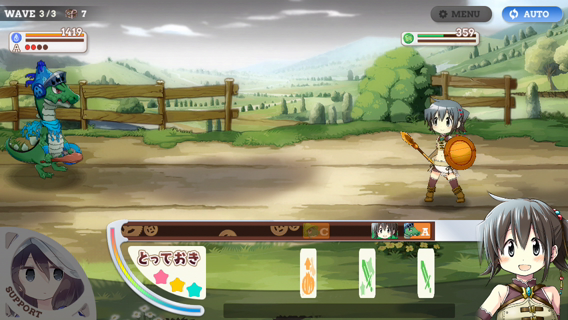 WAVE 3/3
7
MENU
AUTO
1419
A
359
C
A
とっておき
SUPPORT